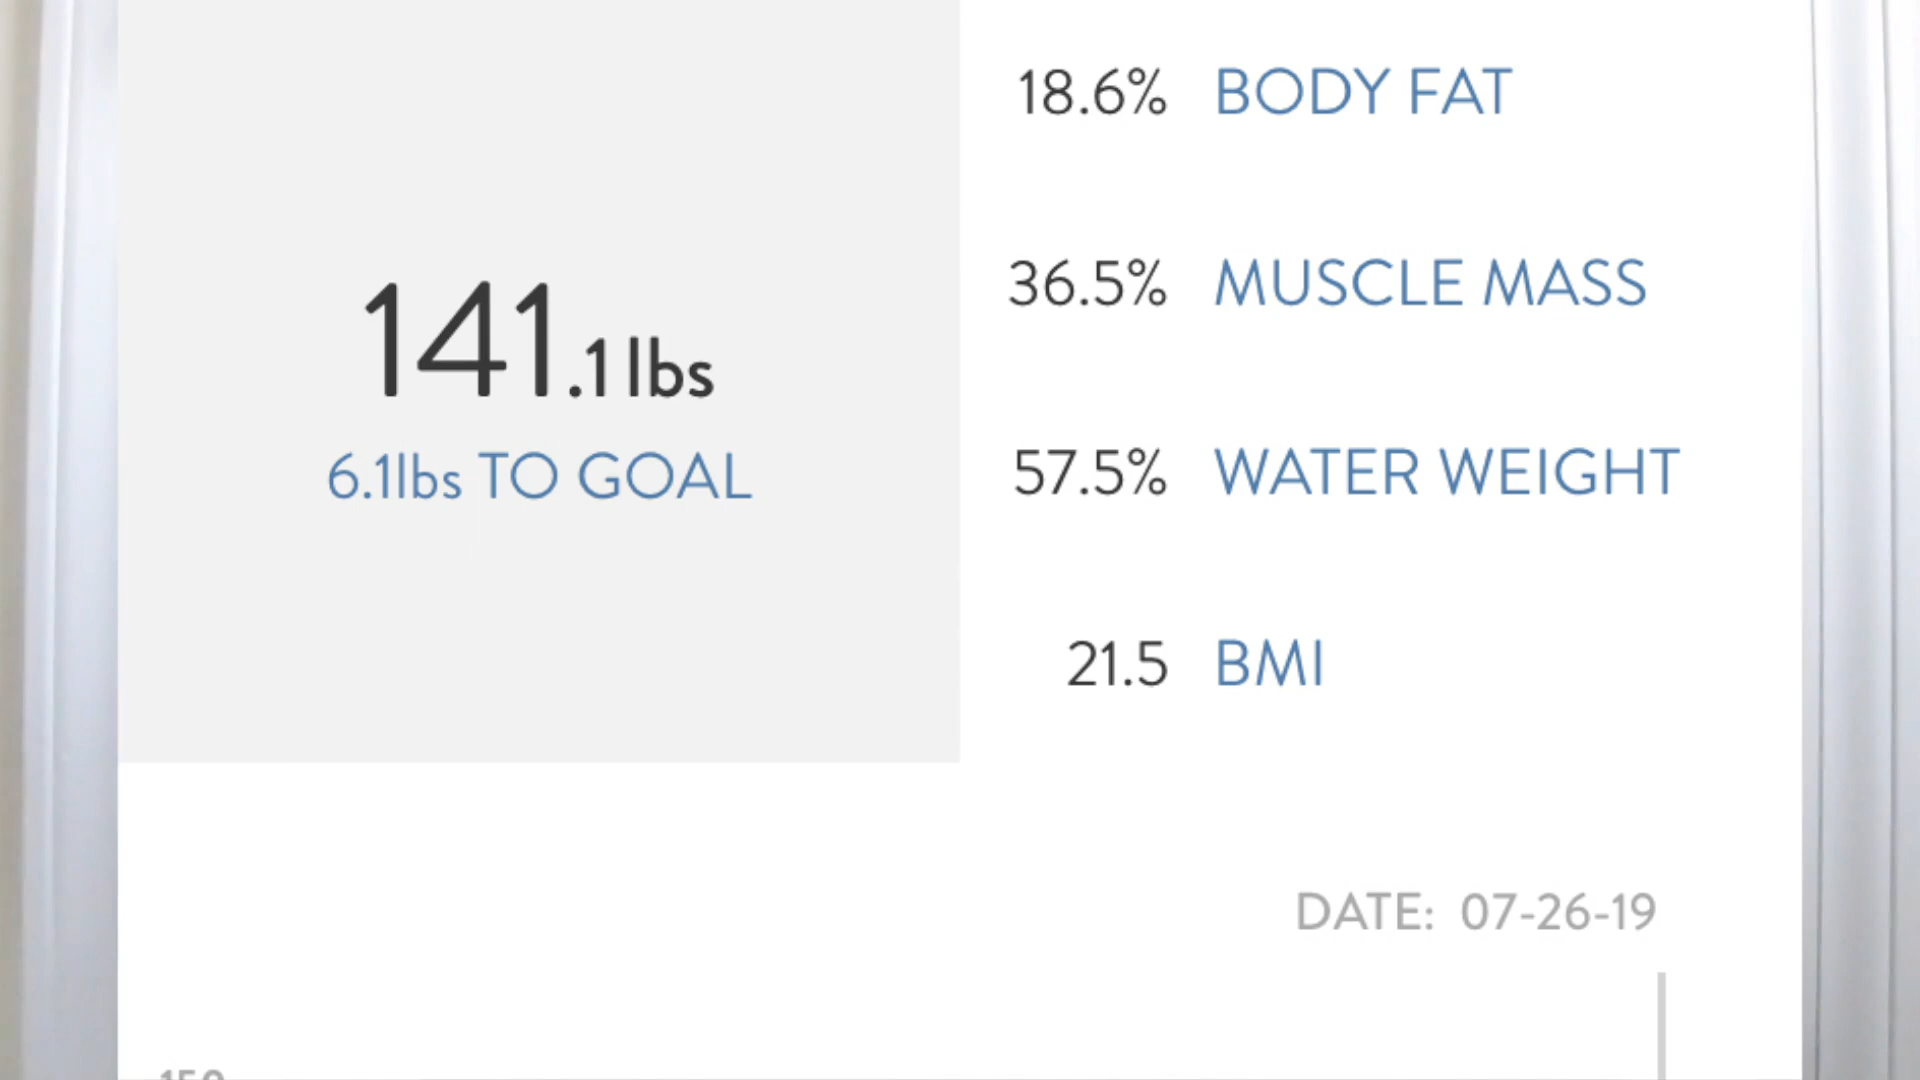 18.6% BODY FAT
36.5% MUSCLE MASS
141.1 lbs
6.1lbs TO GOAL
57.5% WATER WEIGHT
21.5 BMI
DATE: 07-26-19
150